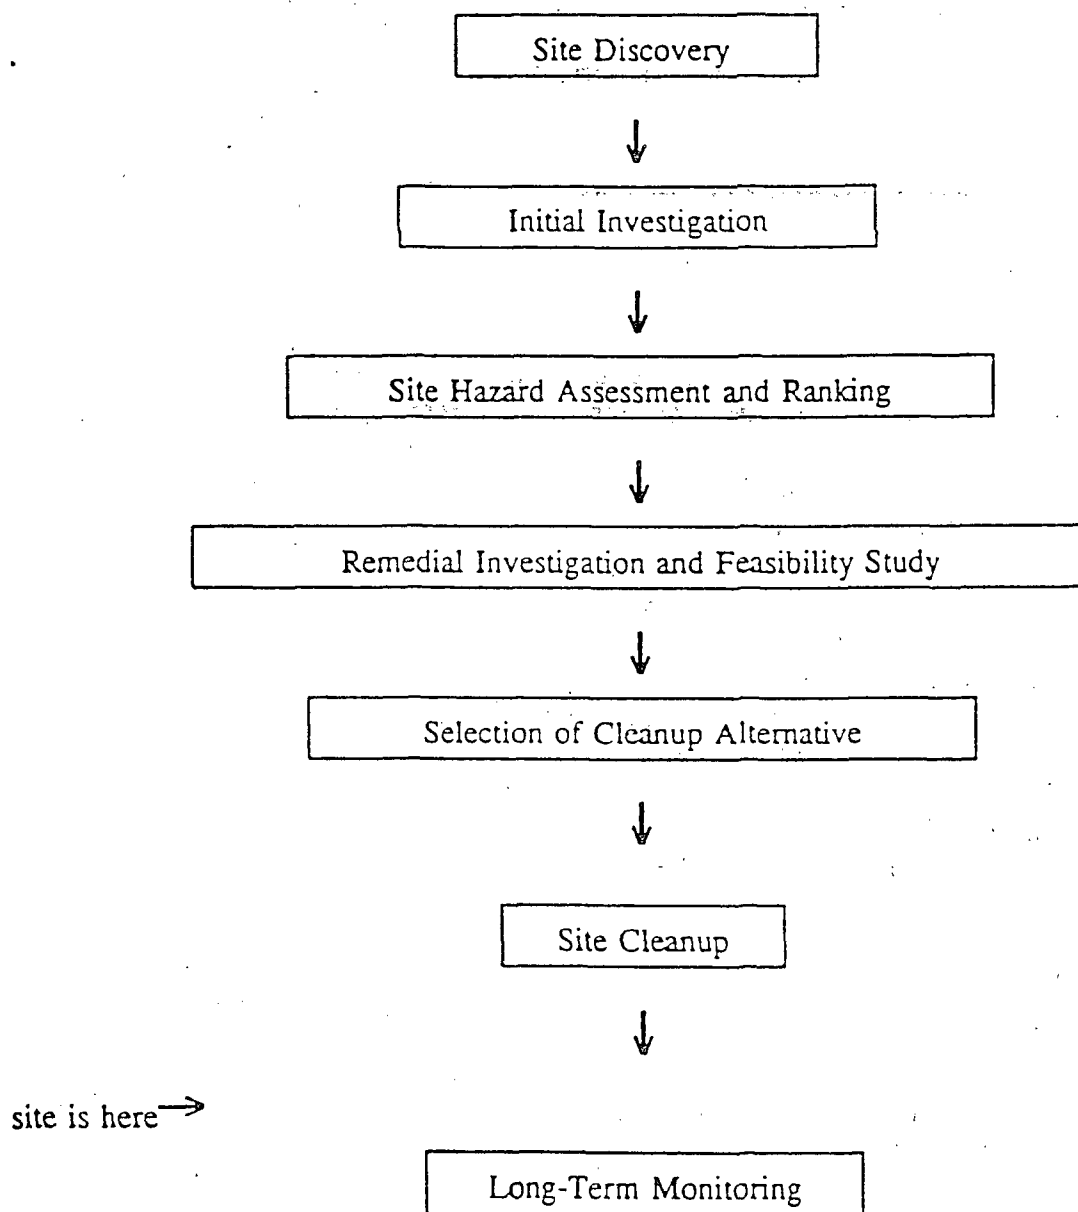 Site Discovery
Initial Investigation
Site Hazard Assessment and Ranking
Remedial Investigation and Feasibility Study
Selection of Cleanup Alternative
Site Cleanup
site is here
Long-Term Monitoring